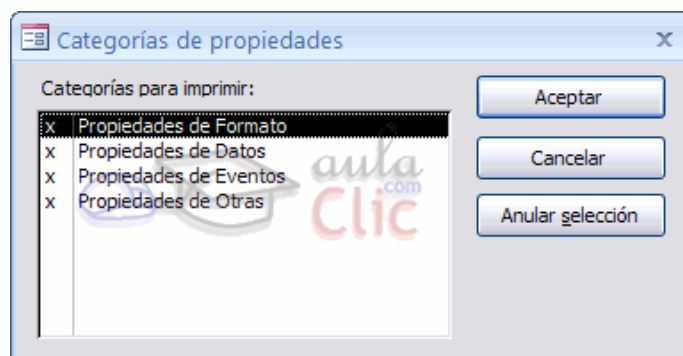 Categorías de propiedades
Categorías para imprimir:
x Propiedades de Formato
x Propiedades de Datos
x Propiedades de Eventos
x Propiedades de Otras
Aceptar
Cancelar
Anular selección
aula
.com
Clic